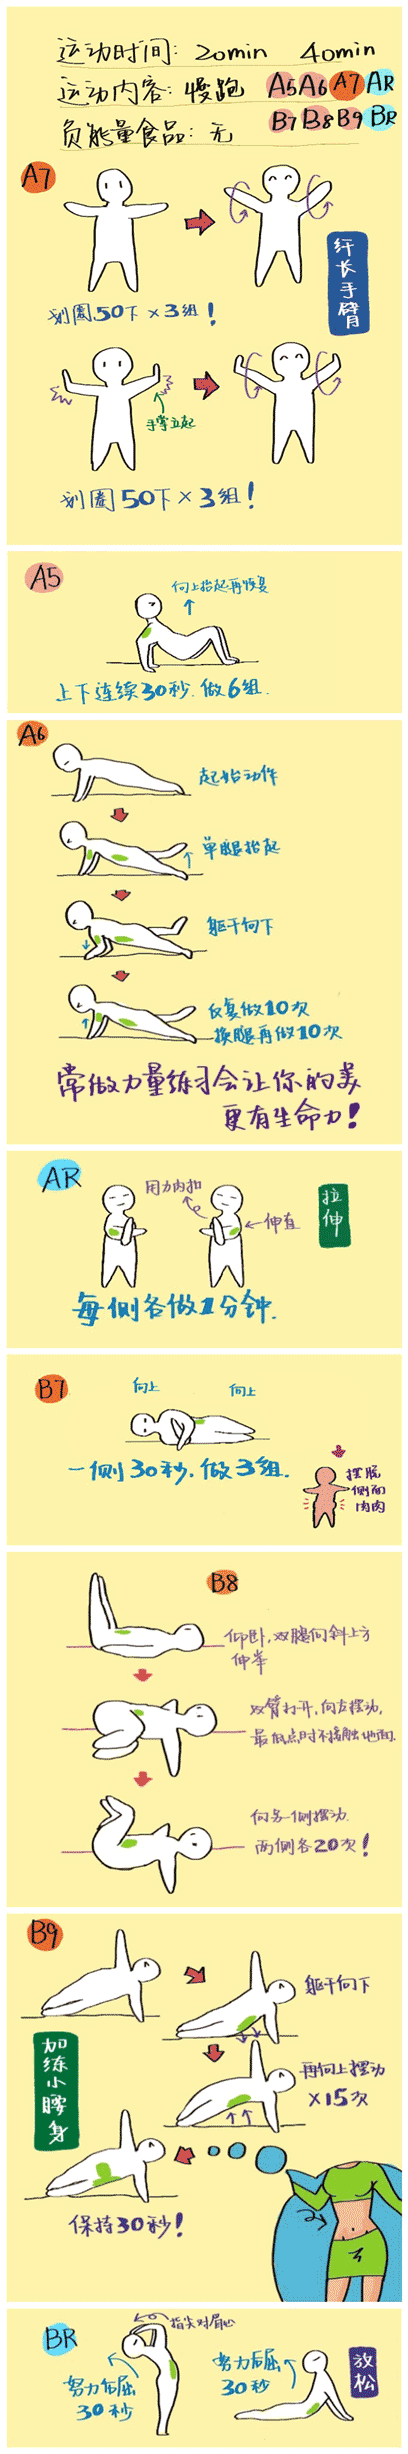 运动时间: 20min 40min
运动内容: 慢跑 A5 A6 A7 AR
B7 B8 B9 BR
负能量食品: 无
A7
纤长手臂
划圈50下×3组!
手掌立起
划圈50下×3组!
A5
向上抬起再恢复
上下连续30秒.做6组.
A6
起始动作
单腿抬起
躯干向下
反复做10次
换腿再做10次
常做力量练习会让你的美
更有生命力!
AR
用力内扣
伸直
拉伸
每侧各做1分钟.
B7
向上 向上
一侧30秒.做3组.
摆脱
侧面
肉肉
B8
仰卧,双腿向斜上方
伸举
双臂打开,向左摆动,
最低点时不接触地面.
向另一侧摆动.
两侧各20次!
B9
躯干向下
加练小腰身
再向上摆动
×15次
保持30秒!
BR
指尖对眉心
努力后屈
30秒
努力后屈
30秒
放松